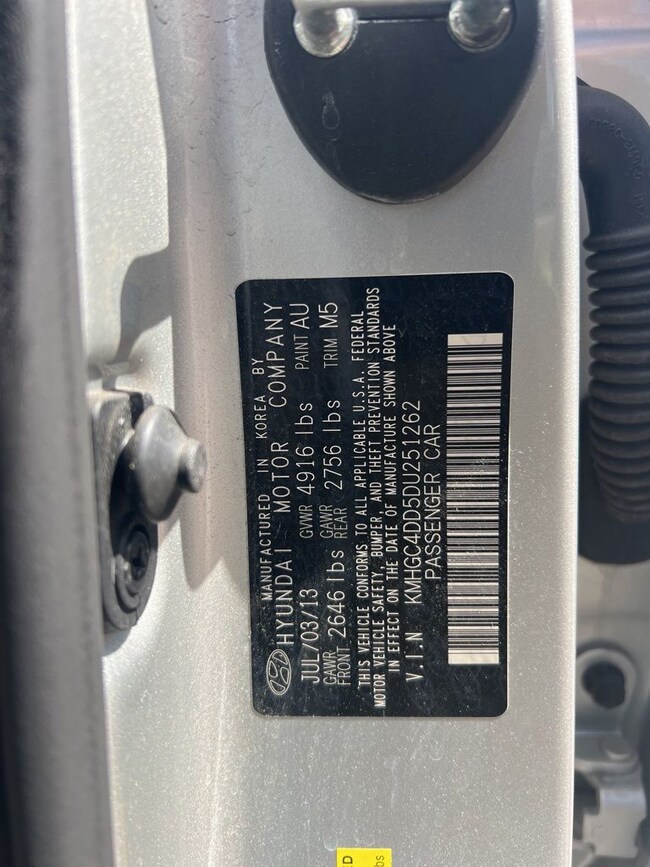 MANUFACTURED IN KOREA BY
HYUNDAI MOTOR COMPANY
JUL/03/13 GVWR 4916 lbs PAINT AU
GAWR FRONT 2646 lbs GAWR REAR 2756 lbs TRIM M5
THIS VEHICLE CONFORMS TO ALL APPLICABLE U.S.A. FEDERAL
MOTOR VEHICLE SAFETY, BUMPER, AND THEFT PREVENTION STANDARDS
IN EFFECT ON THE DATE OF MANUFACTURE SHOWN ABOVE
V.I.N KMHGC4DD5DU251262
PASSENGER CAR